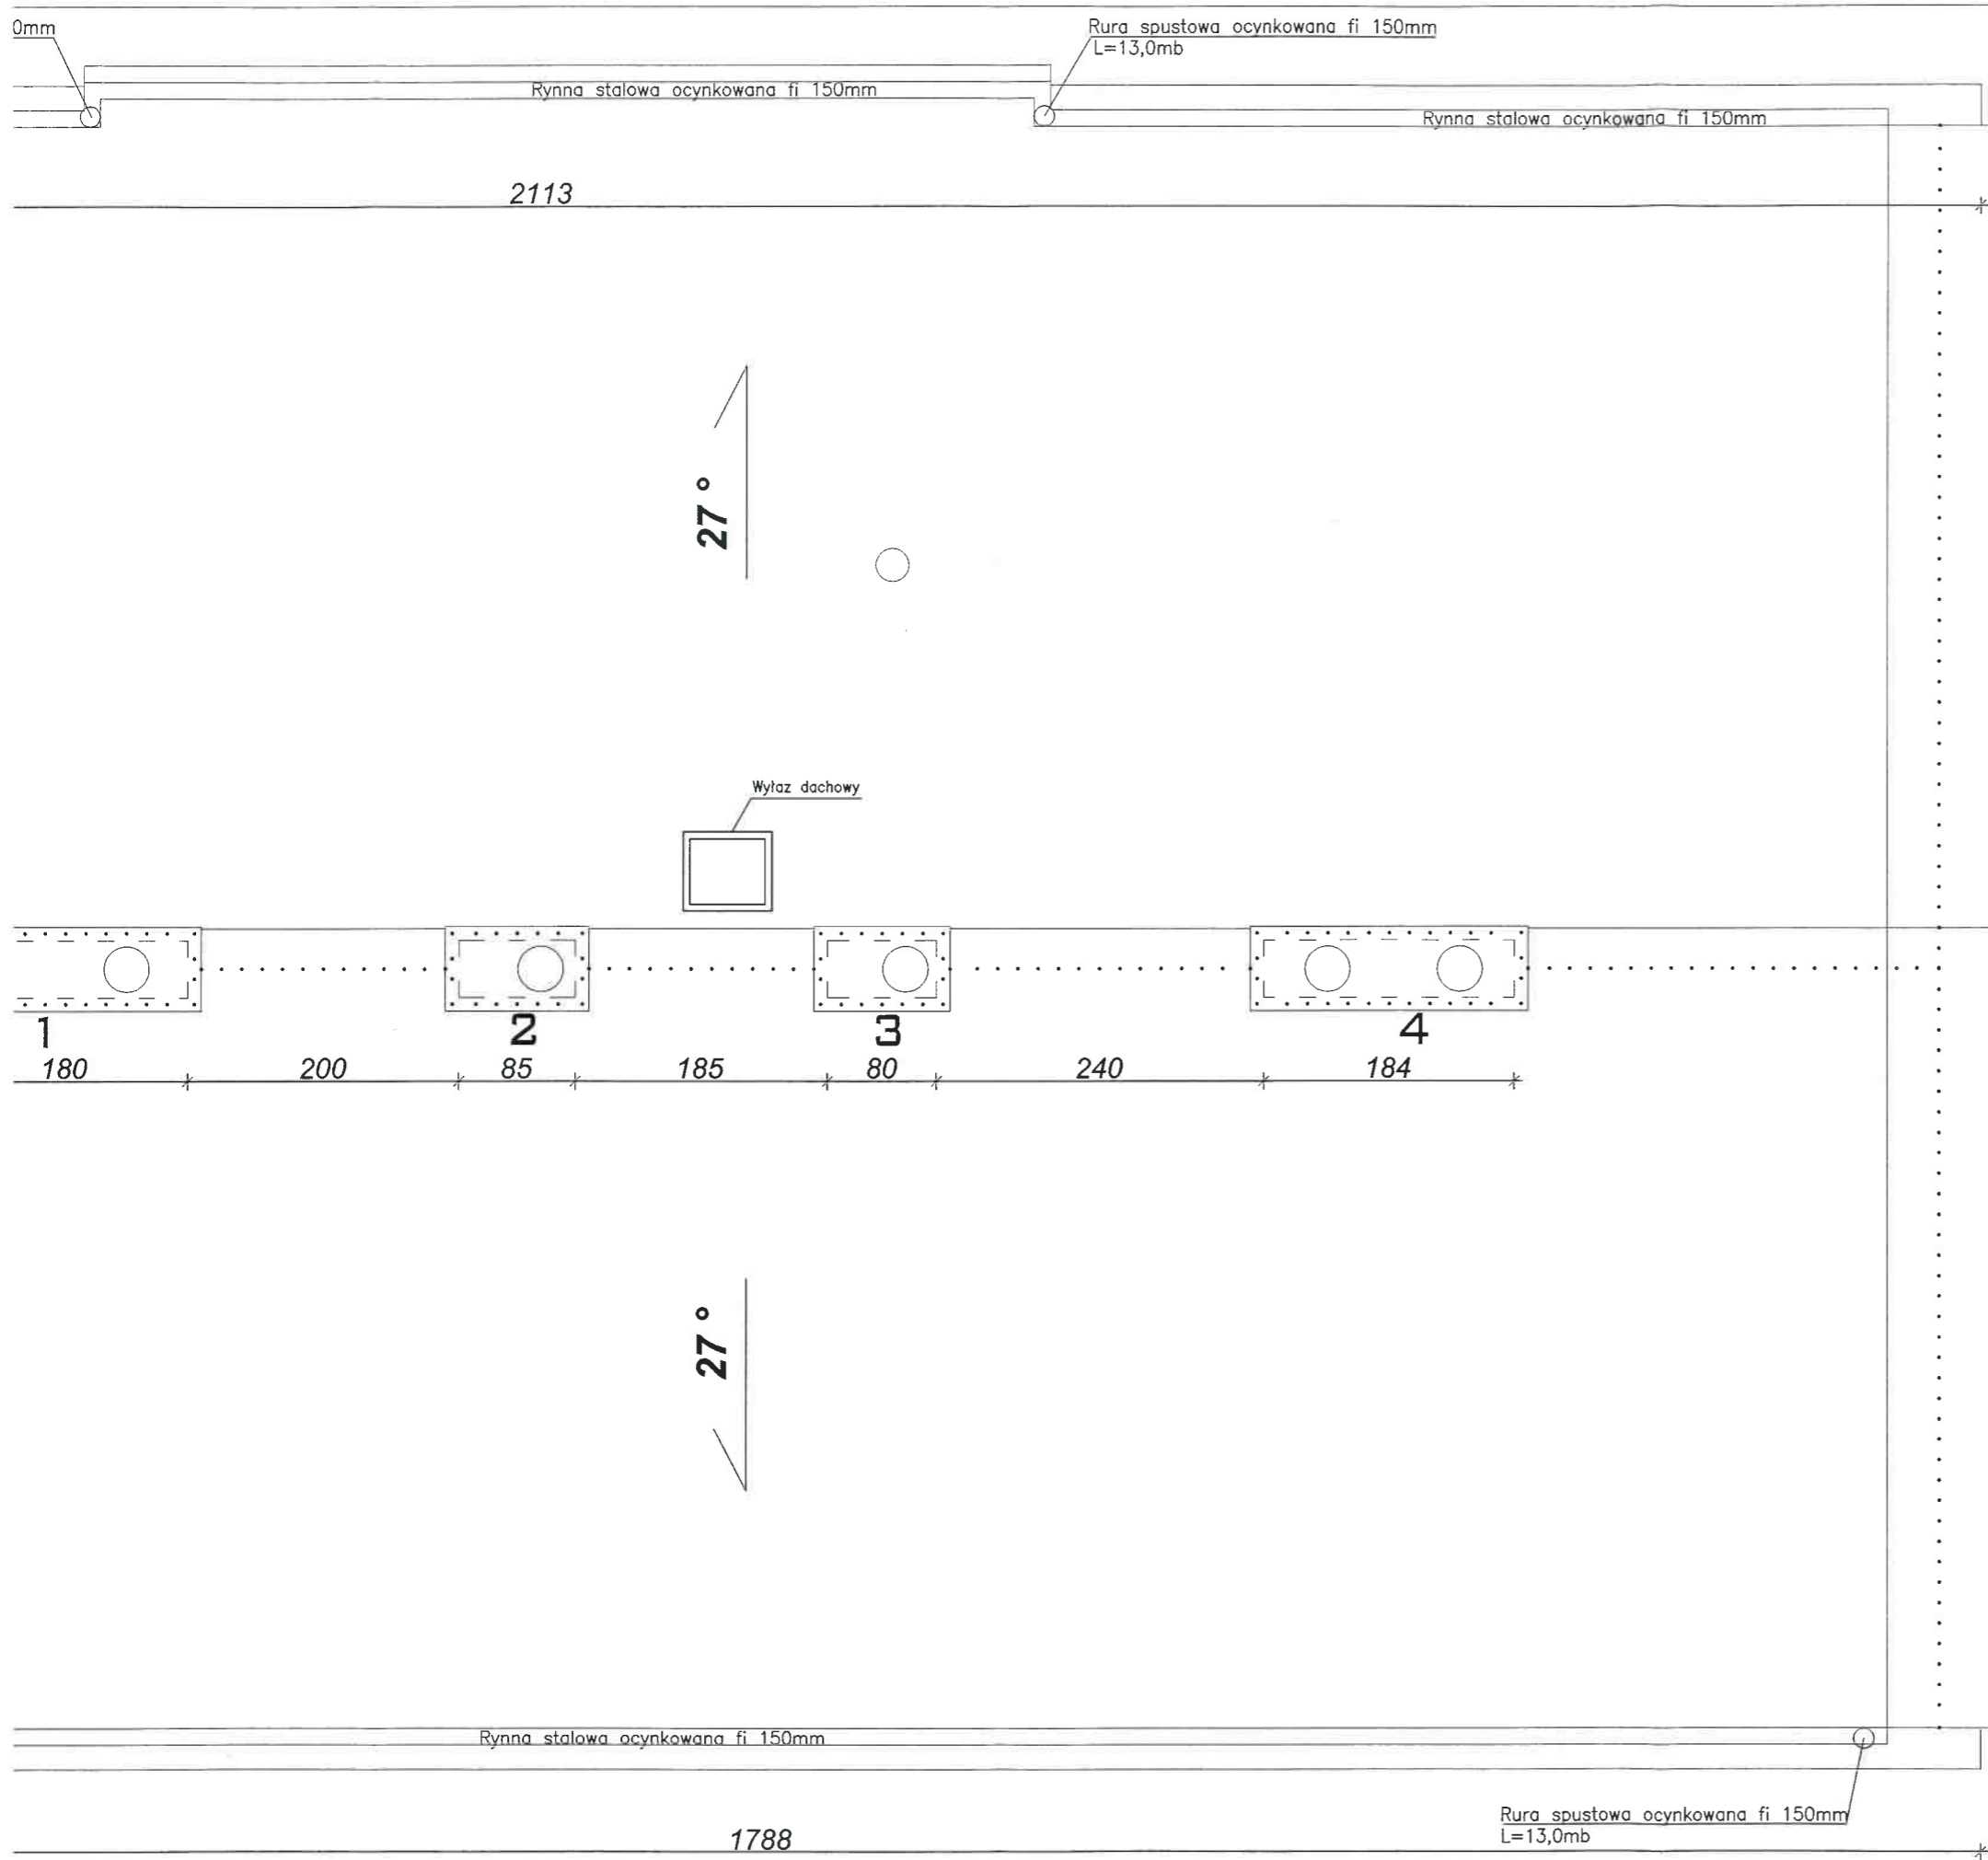 0mm
Rura spustowa ocynkowana fi 150mm
L=13,0mb
Rynna stalowa ocynkowana fi 150mm
Rynna stalowa ocynkowana fi 150mm
2113
27°
Wyłaz dachowy
1 2 3 4
180 200 85 185 80 240 184
27°
Rynna stalowa ocynkowana fi 150mm
Rura spustowa ocynkowana fi 150mm
L=13,0mb
1788